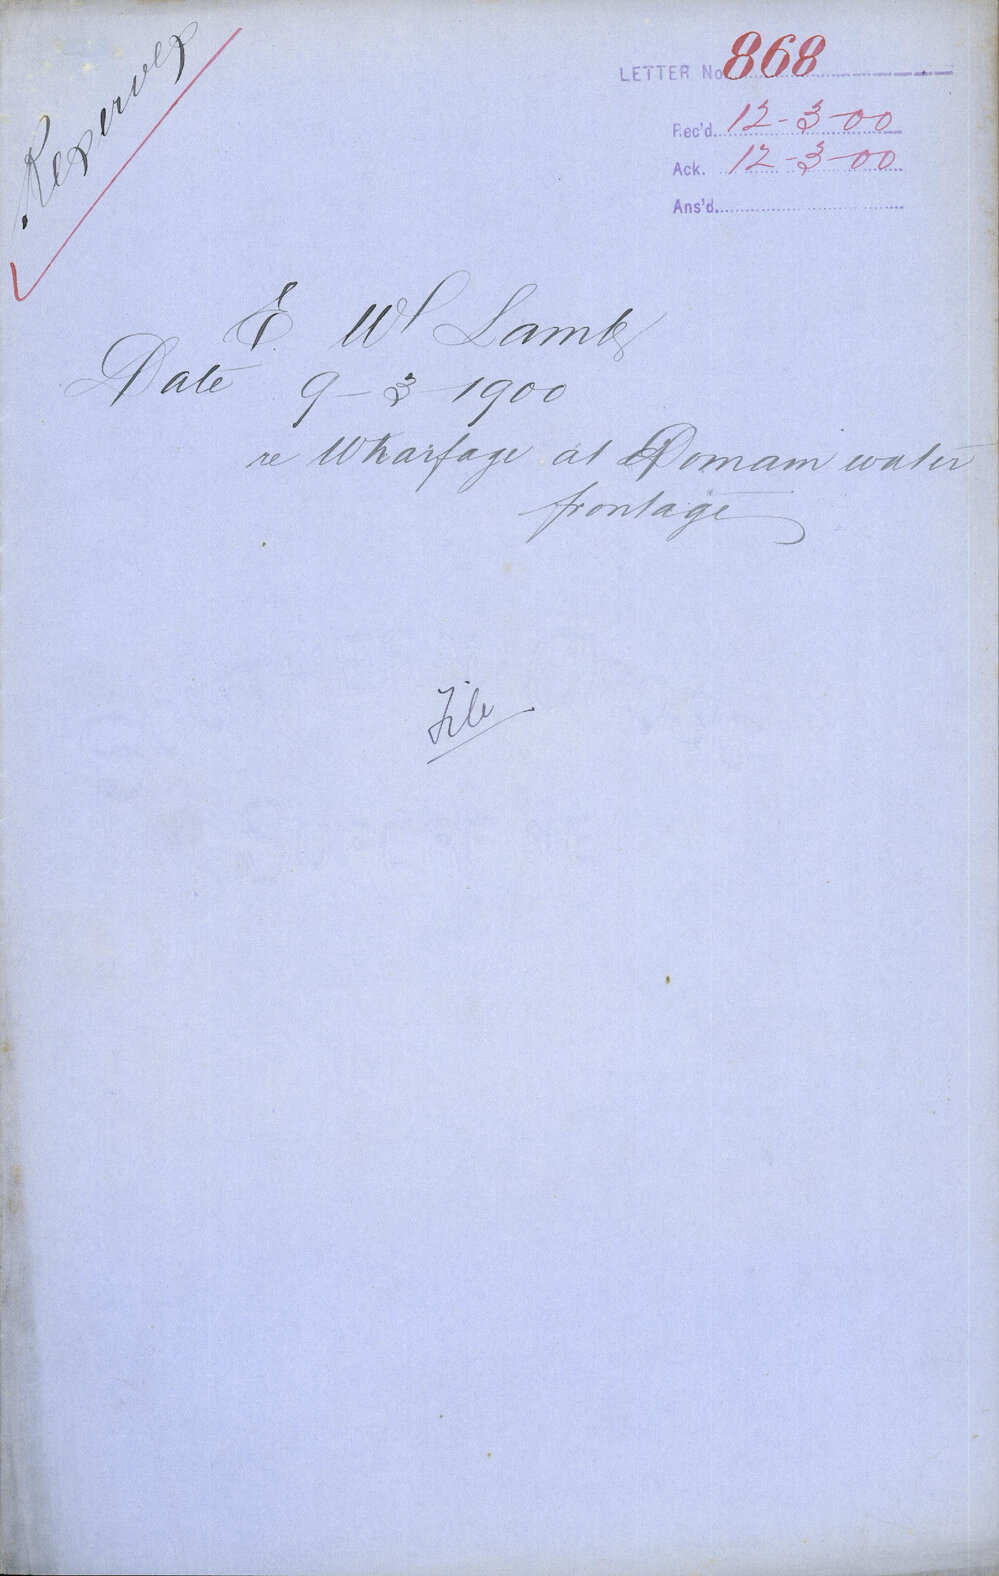 Reserves
LETTER No 868
Rec'd. 12-3-00
Ack. 12-3-00
Ans'd.
E W Lamb
Date 9-3-1900
re Wharfage at Domain water
frontage
File